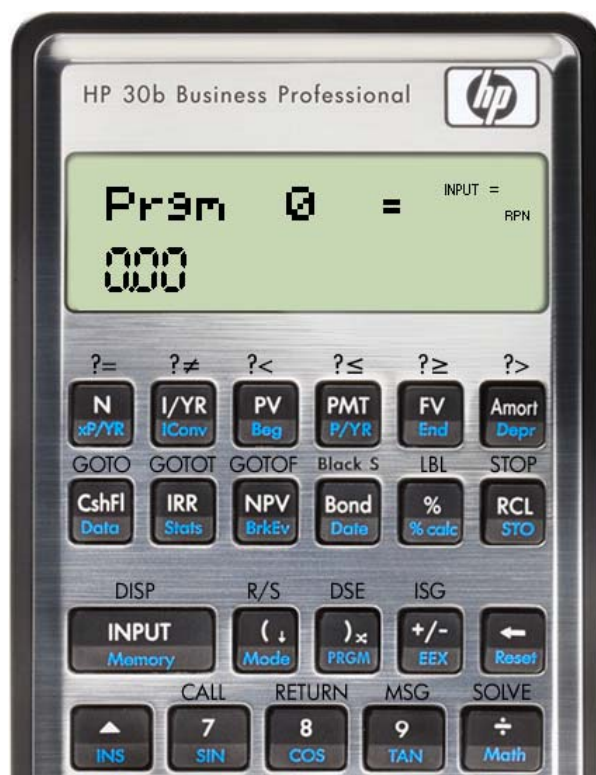 HP 30b Business Professional
hp
Prgm 0 =
INPUT =
RPN
0.00
?= ?≠ ?< ?≤ ?≥ ?>
N I/YR PV PMT FV Amort
xP/YR IConv Beg P/YR End Depr
GOTO GOTOT GOTOF Black S LBL STOP
CshFl IRR NPV Bond % RCL
Data Stats BrkEv Date %calc STO
DISP R/S DSE ISG
INPUT (↓ )x +/- ←
Memory Mode PRGM EEX Reset
CALL RETURN MSG SOLVE
▲ 7 8 9 ÷
INS SIN COS TAN Math